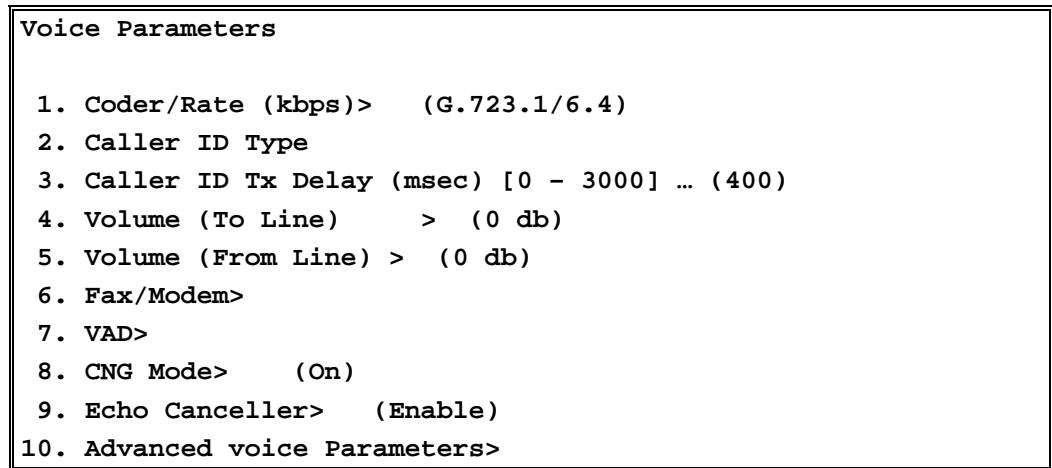 Voice Parameters
1. Coder/Rate (kbps)> (G.723.1/6.4)
2. Caller ID Type
3. Caller ID Tx Delay (msec) [0 – 3000] … (400)
4. Volume (To Line) > (0 db)
5. Volume (From Line) > (0 db)
6. Fax/Modem>
7. VAD>
8. CNG Mode> (On)
9. Echo Canceller> (Enable)
10. Advanced voice Parameters>